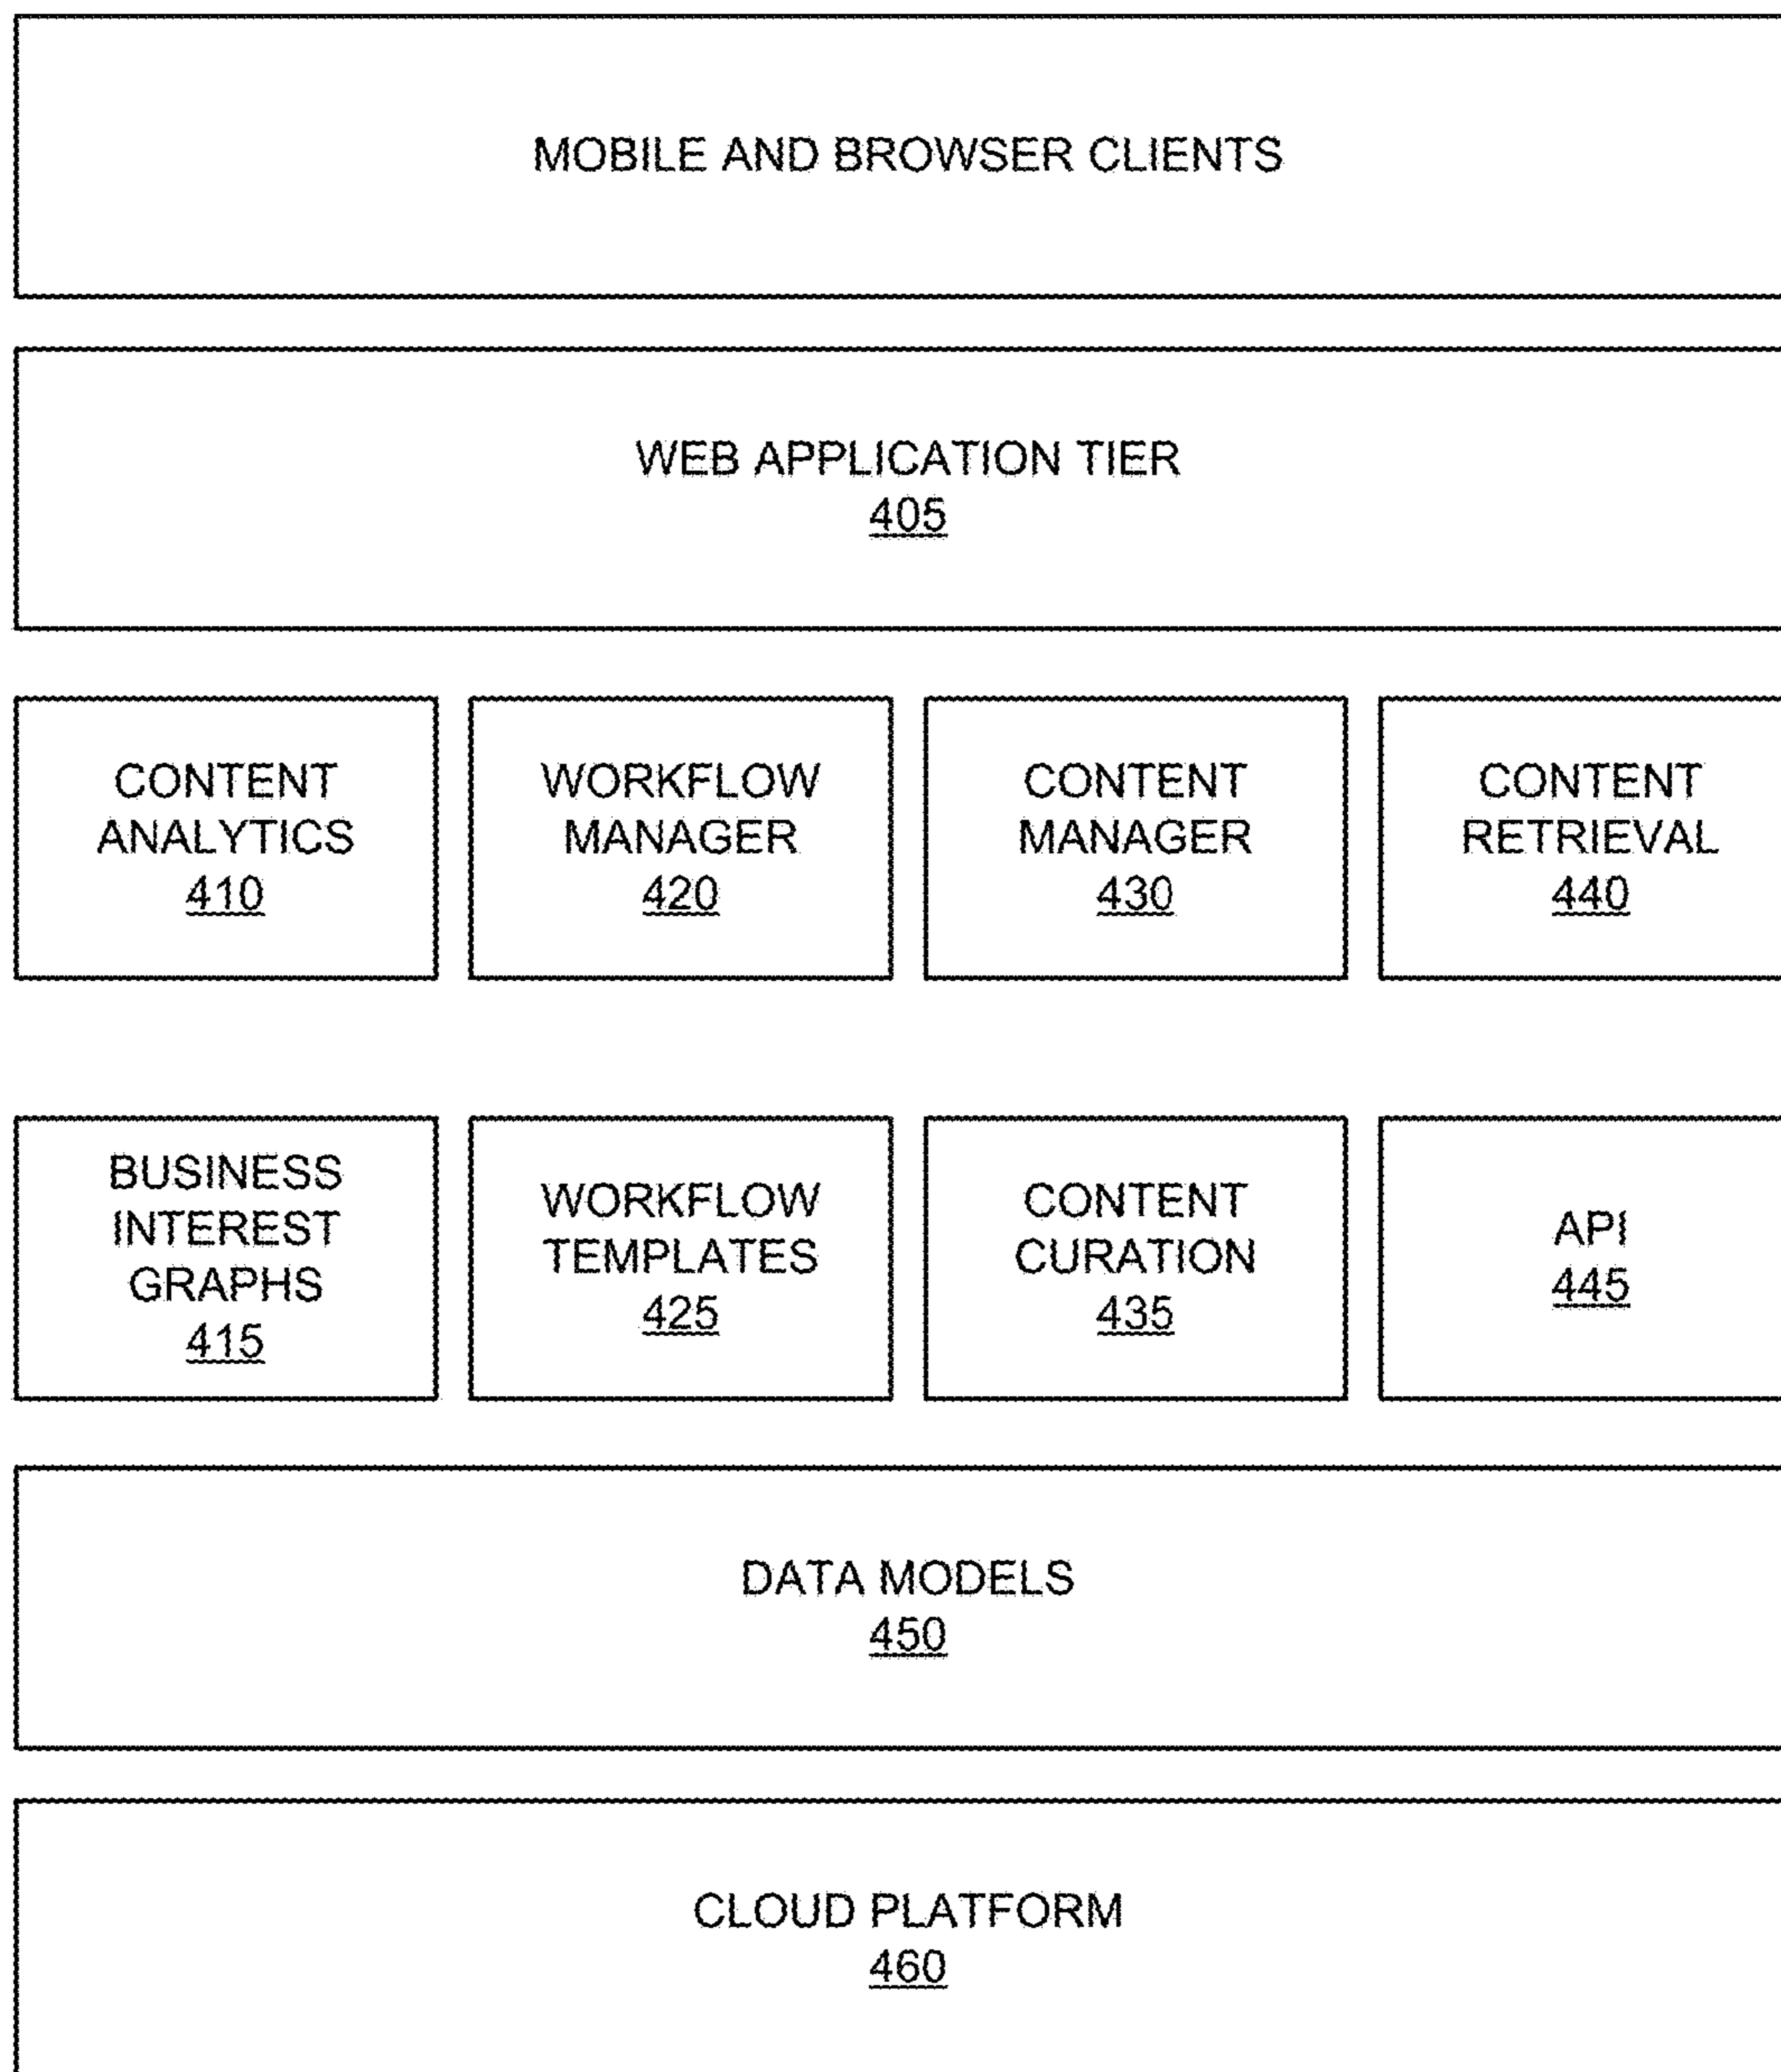 MOBILE AND BROWSER CLIENTS
WEB APPLICATION TIER
405
CONTENT
ANALYTICS
410
WORKFLOW
MANAGER
420
CONTENT
MANAGER
430
CONTENT
RETRIEVAL
440
BUSINESS
INTEREST
GRAPHS
415
WORKFLOW
TEMPLATES
425
CONTENT
CURATION
435
API
445
DATA MODELS
450
CLOUD PLATFORM
460